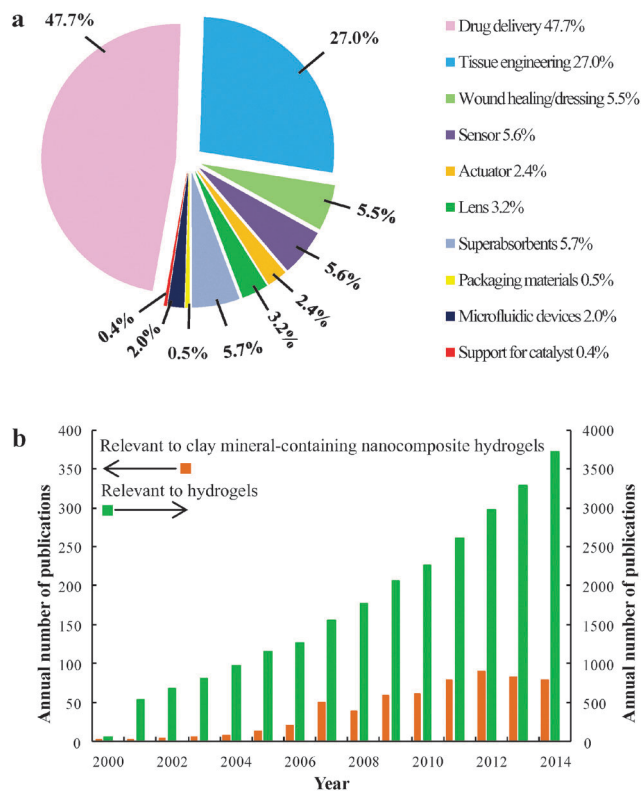 a
47.7%
27.0%
5.5%
5.6%
2.4%
3.2%
5.7%
0.5%
2.0%
0.4%
Drug delivery 47.7%
Tissue engineering 27.0%
Wound healing/dressing 5.5%
Sensor 5.6%
Actuator 2.4%
Lens 3.2%
Superabsorbents 5.7%
Packaging materials 0.5%
Microfluidic devices 2.0%
Support for catalyst 0.4%
b
Relevant to clay mineral-containing nanocomposite hydrogels
Relevant to hydrogels
Annual number of publications
400
350
300
250
200
150
100
50
0
4000
3500
3000
2500
2000
1500
1000
500
0
Annual number of publications
2000 2002 2004 2006 2008 2010 2012 2014
Year